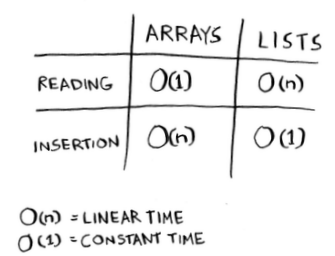 ARRAYS LISTS
READING O(1) O(n)
INSERTION O(n) O(1)
O(n) = LINEAR TIME
O(1) = CONSTANT TIME